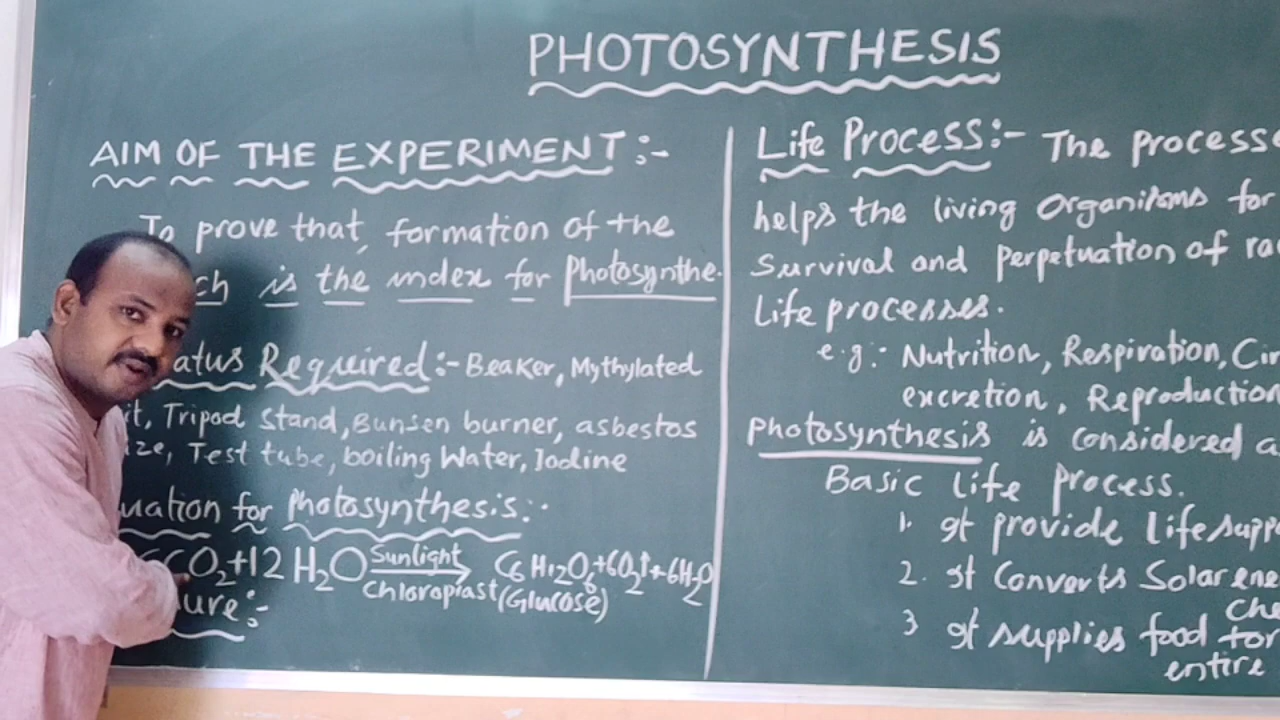 PHOTOSYNTHESIS
AIM OF THE EXPERIMENT:-
To prove that, formation of the
ch is the index for Photosynthe.
atus Required:- Beaker, Mythylated
it, Tripod stand, Bunsen burner, asbestos
ze, Test tube, boiling Water, Iodine
uation for Photosynthesis:-
6CO2+12H2O Sunlight Chloroplast C6H12O6+6O2↑+6H2O
(Glucose)
ure:-
Life Process:- The process
helps the living organisms for
Survival and perpetuation of ra
Life processes.
e.g:- Nutrition, Respiration, Cir
excretion, Reproduction
Photosynthesis is considered a
Basic life process.
1. It provide life supp
2. It Converts Solar ene
che
3 It supplies food for
entire